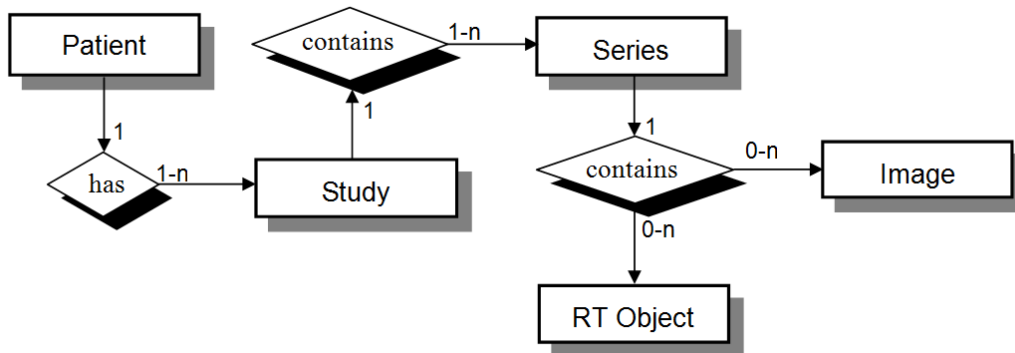 Patient
1
has
1-n
Study
1
contains
1-n
Series
1
contains
0-n
Image
0-n
RT Object